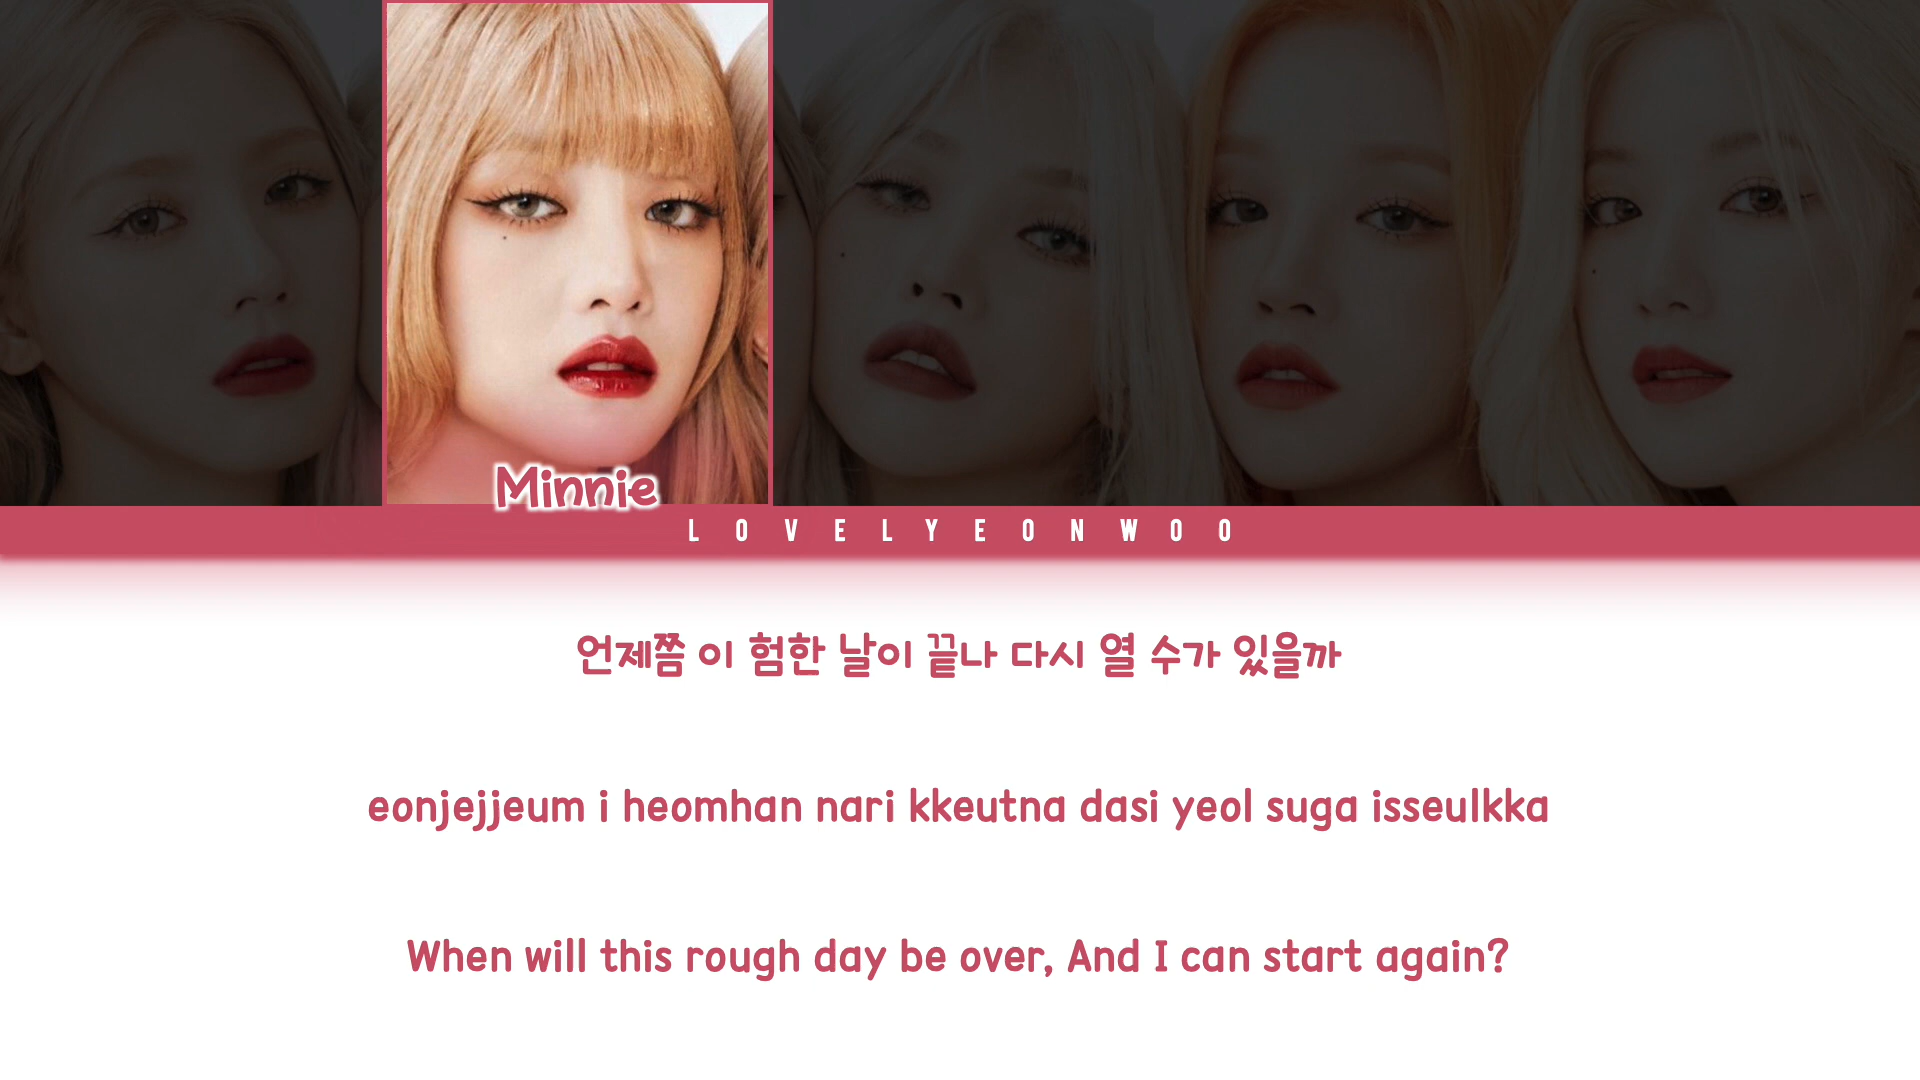 Minnie
LOVELYEONWOO
언제쯤 이 험한 날이 끝나 다시 열 수가 있을까
eonjejjeum i heomhan nari kkeutna dasi yeol suga isseulkka
When will this rough day be over, And I can start again?